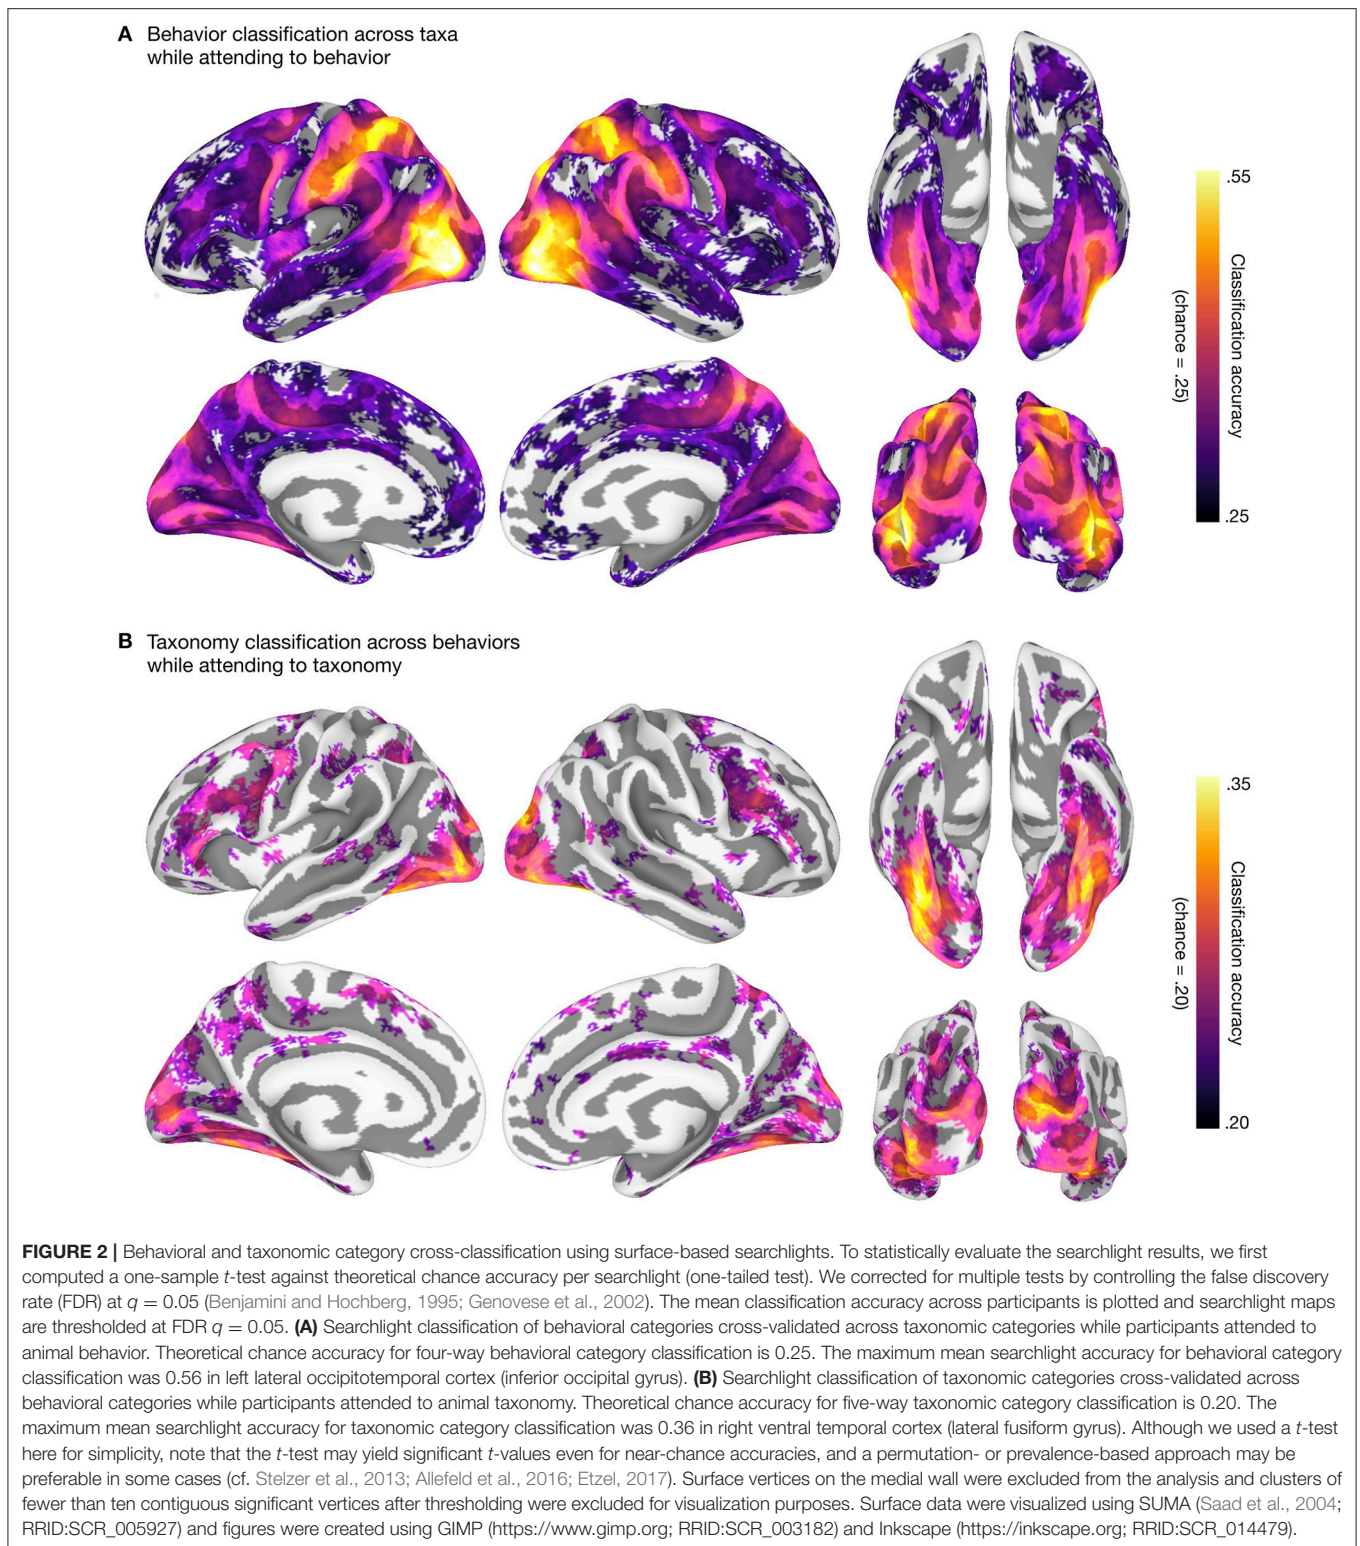 A Behavior classification across taxa
while attending to behavior
.55
Classification accuracy
(chance = .25)
.25
B Taxonomy classification across behaviors
while attending to taxonomy
.35
Classification accuracy
(chance = .20)
.20
FIGURE 2 | Behavioral and taxonomic category cross-classification using surface-based searchlights. To statistically evaluate the searchlight results, we first
computed a one-sample t-test against theoretical chance accuracy per searchlight (one-tailed test). We corrected for multiple tests by controlling the false discovery
rate (FDR) at q = 0.05 (Benjamini and Hochberg, 1995; Genovese et al., 2002). The mean classification accuracy across participants is plotted and searchlight maps
are thresholded at FDR q = 0.05. (A) Searchlight classification of behavioral categories cross-validated across taxonomic categories while participants attended to
animal behavior. Theoretical chance accuracy for four-way behavioral category classification is 0.25. The maximum mean searchlight accuracy for behavioral category
classification was 0.56 in left lateral occipitotemporal cortex (inferior occipital gyrus). (B) Searchlight classification of taxonomic categories cross-validated across
behavioral categories while participants attended to animal taxonomy. Theoretical chance accuracy for five-way taxonomic category classification is 0.20. The
maximum mean searchlight accuracy for taxonomic category classification was 0.36 in right ventral temporal cortex (lateral fusiform gyrus). Although we used a t-test
here for simplicity, note that the t-test may yield significant t-values even for near-chance accuracies, and a permutation- or prevalence-based approach may be
preferable in some cases (cf. Stelzer et al., 2013; Allefeld et al., 2016; Etzel, 2017). Surface vertices on the medial wall were excluded from the analysis and clusters of
fewer than ten contiguous significant vertices after thresholding were excluded for visualization purposes. Surface data were visualized using SUMA (Saad et al., 2004;
RRID:SCR_005927) and figures were created using GIMP (https://www.gimp.org; RRID:SCR_003182) and Inkscape (https://inkscape.org; RRID:SCR_014479).